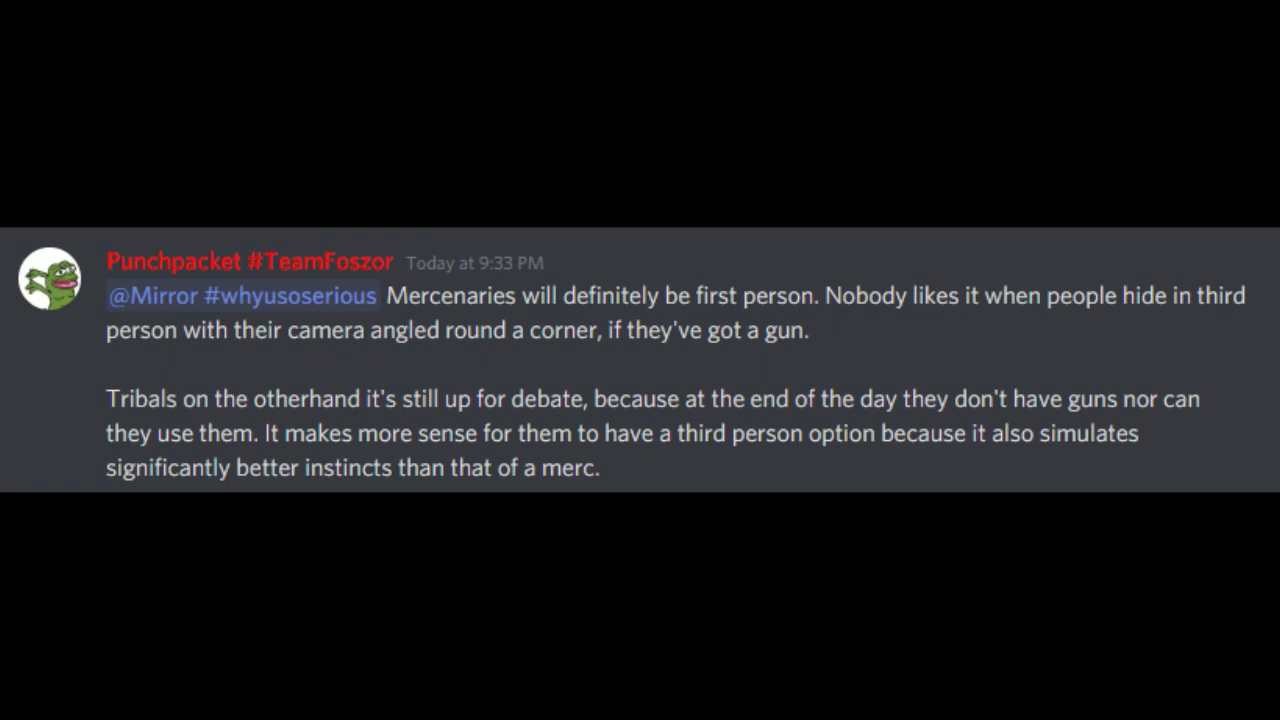 Punchpacket #TeamFoszor Today at 9:33 PM
@Mirror #whyusoserious Mercenaries will definitely be first person. Nobody likes it when people hide in third
person with their camera angled round a corner, if they've got a gun.
Tribals on the otherhand it's still up for debate, because at the end of the day they don't have guns nor can
they use them. It makes more sense for them to have a third person option because it also simulates
significantly better instincts than that of a merc.